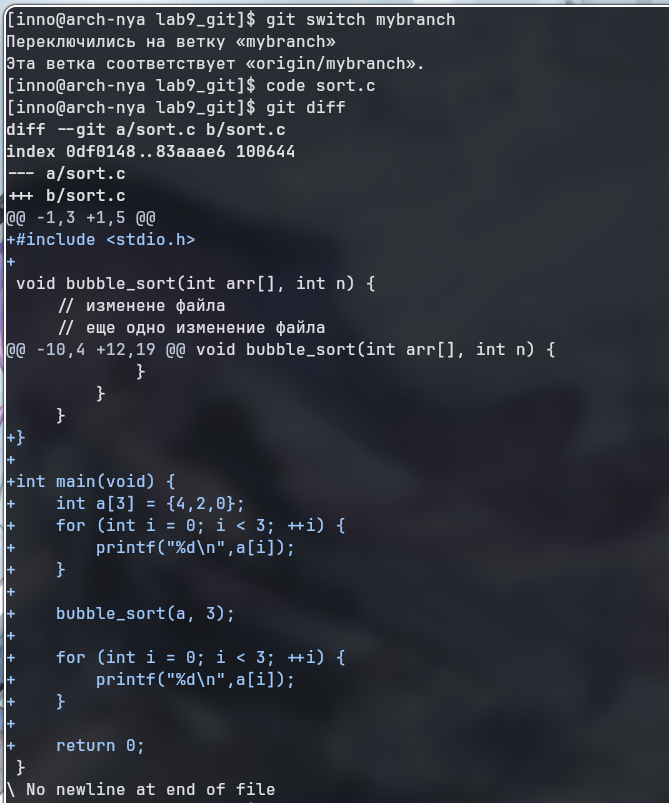 [inno@arch-nya lab9_git]$ git switch mybranch
Переключились на ветку «mybranch»
Эта ветка соответствует «origin/mybranch».
[inno@arch-nya lab9_git]$ code sort.c
[inno@arch-nya lab9_git]$ git diff
diff --git a/sort.c b/sort.c
index 0df0148..83aaae6 100644
--- a/sort.c
+++ b/sort.c
@@ -1,3 +1,5 @@
+#include <stdio.h>
+
 void bubble_sort(int arr[], int n) {
     // изменене файла
     // еще одно изменение файла
@@ -10,4 +12,19 @@ void bubble_sort(int arr[], int n) {
             }
         }
     }
+}
+
+int main(void) {
+    int a[3] = {4,2,0};
+    for (int i = 0; i < 3; ++i) {
+        printf("%d\n",a[i]);
+    }
+
+    bubble_sort(a, 3);
+
+    for (int i = 0; i < 3; ++i) {
+        printf("%d\n",a[i]);
+    }
+
+    return 0;
 }
\ No newline at end of file